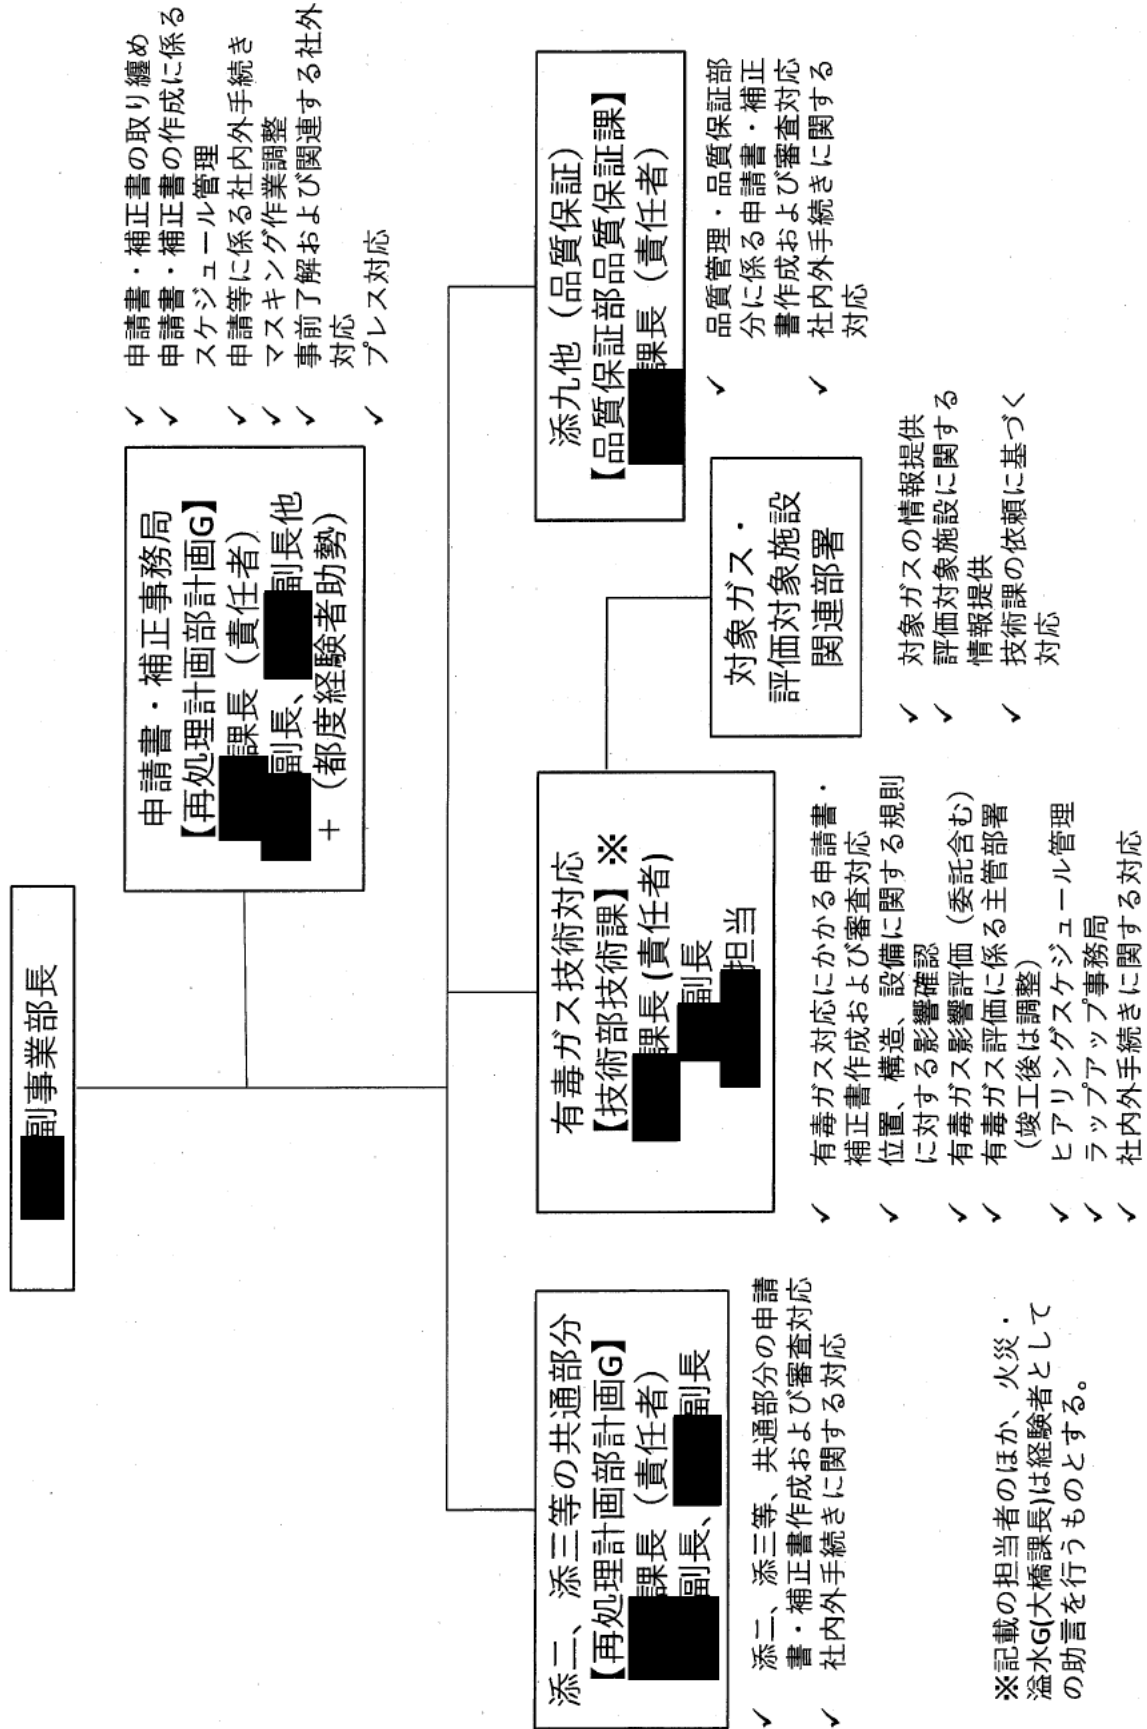 副事業部長
申請書・補正事務局
【再処理計画部計画G】
課長（責任者）
副長、副長他
＋（都度経験者助勢）
✓ 申請書・補正書の取り纏め
✓ 申請書・補正書の作成に係る
スケジュール管理
✓ 申請等に係る社内外手続き
✓ マスキング作業調整
✓ 事前了解および関連する社外
対応
✓ プレス対応
添二、添三等の共通部分
【再処理計画部計画G】
課長（責任者）
副長、副長
✓ 添二、添三等、共通部分の申請
書・補正書作成および審査対応
✓ 社内外手続きに関する対応
有毒ガス技術対応
【技術部技術課】※
課長(責任者)
副長
担当
✓ 有毒ガス対応にかかる申請書・
補正書作成および審査対応
✓ 位置、構造、設備に関する規則
に対する影響確認
✓ 有毒ガス影響評価（委託含む）
✓ 有毒ガス評価に係る主管部署
（竣工後は調整）
✓ ヒアリングスケジュール管理
✓ ラップアップ事務局
✓ 社内外手続きに関する対応
対象ガス・
評価対象施設
関連部署
✓ 対象ガスの情報提供
✓ 評価対象施設に関する
情報提供
✓ 技術課の依頼に基づく
対応
添九他（品質保証）
【品質保証部品質保証課】
課長（責任者）
✓ 品質管理・品質保証部
分に係る申請書・補正
書作成および審査対応
✓ 社内外手続きに関する
対応
※記載の担当者のほか、火災・
溢水G(大橋課長)は経験者として
の助言を行うものとする。